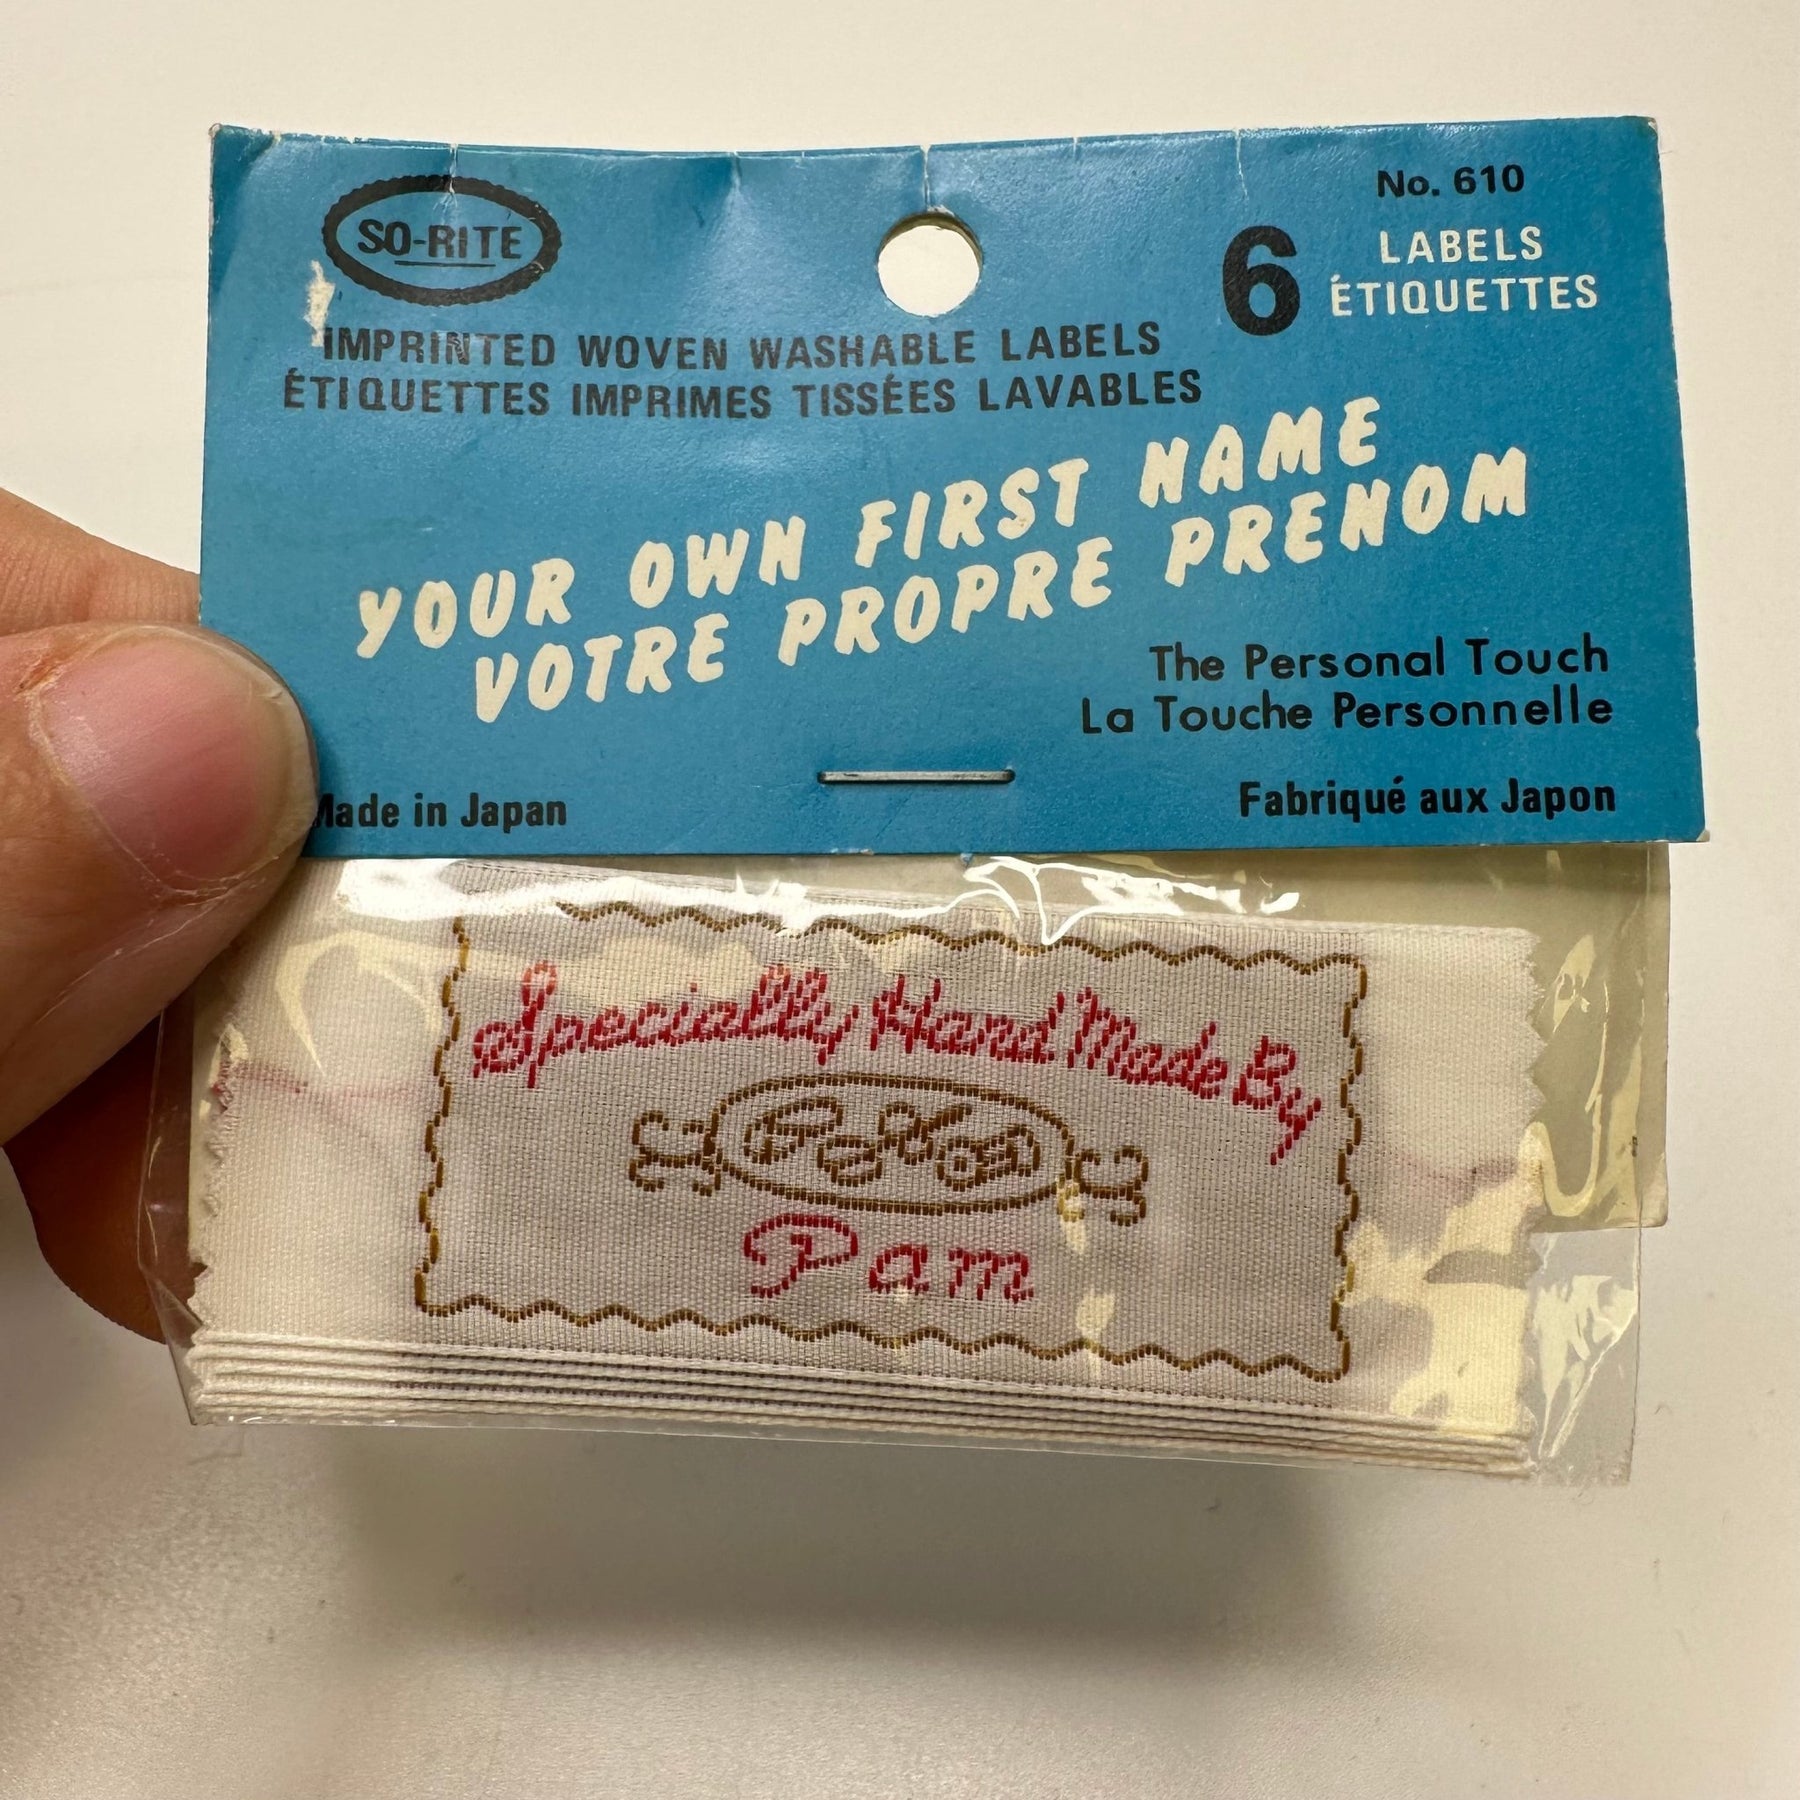 SO-RITE
No. 610
6
LABELS
ÉTIQUETTES
IMPRINTED WOVEN WASHABLE LABELS
ÉTIQUETTES IMPRIMES TISSÉES LAVABLES
YOUR OWN FIRST NAME
VOTRE PROPRE PRENOM
The Personal Touch
La Touche Personnelle
Made in Japan
Fabriqué aux Japon
Specially Hand Made By
Pam